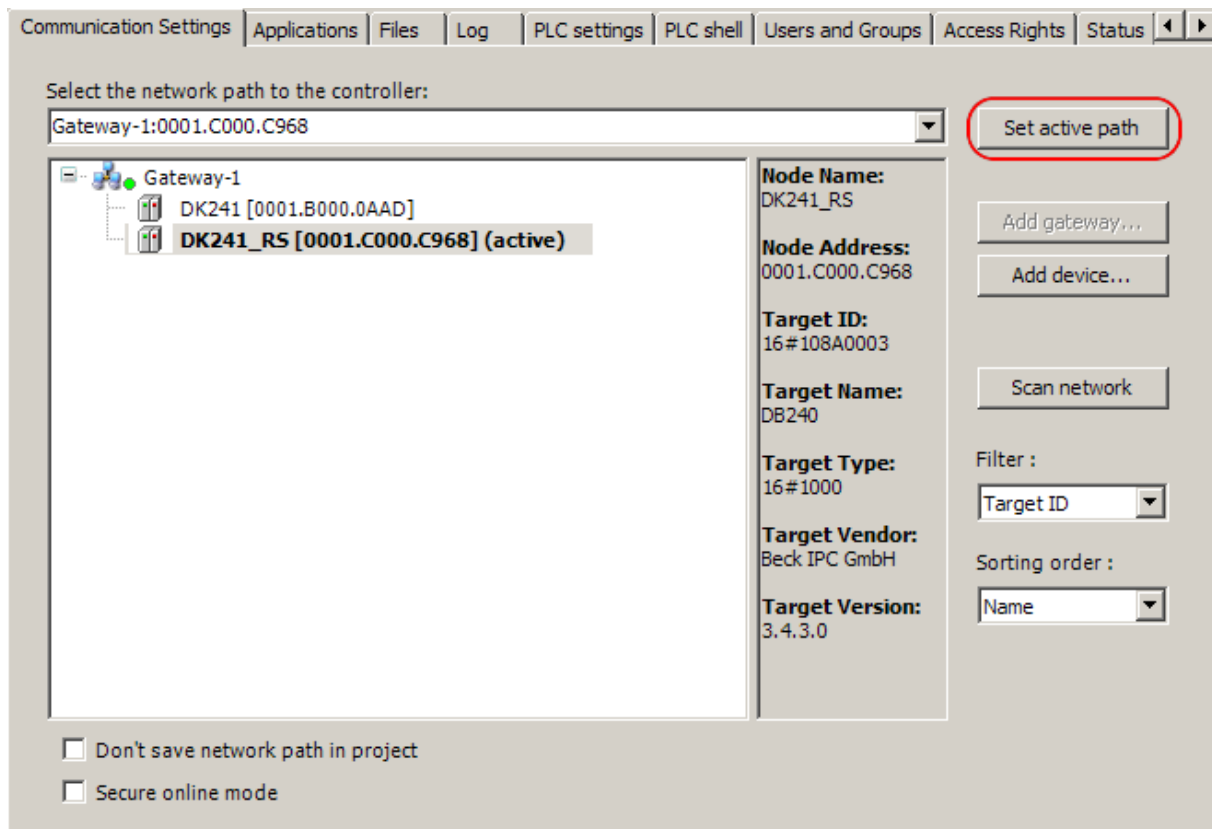 Communication Settings Applications Files Log PLC settings PLC shell Users and Groups Access Rights Status
Select the network path to the controller:
Gateway-1:0001.C000.C968
Set active path
Gateway-1
DK241 [0001.B000.0AAD]
DK241_RS [0001.C000.C968] (active)
Node Name:
DK241_RS
Node Address:
0001.C000.C968
Target ID:
16#108A0003
Target Name:
DB240
Target Type:
16#1000
Target Vendor:
Beck IPC GmbH
Target Version:
3.4.3.0
Add gateway...
Add device...
Scan network
Filter :
Target ID
Sorting order :
Name
Don't save network path in project
Secure online mode